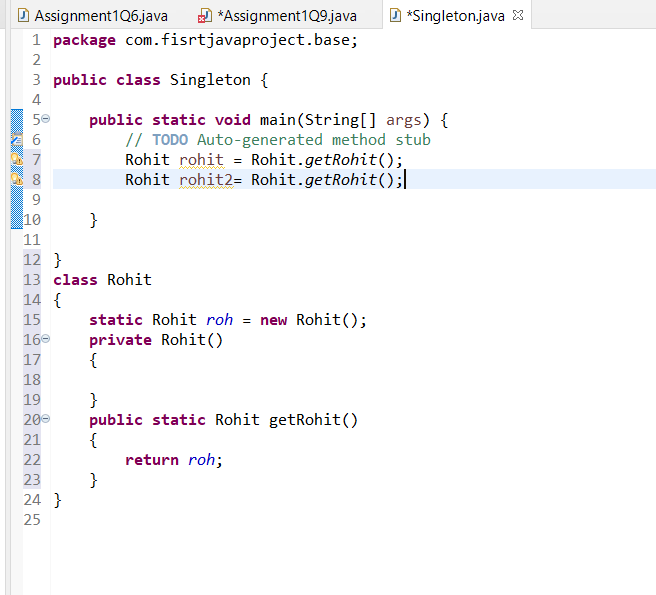 Assignment1Q6.java *Assignment1Q9.java *Singleton.java
1 package com.fisrtjavaproject.base;
2
3 public class Singleton {
4
5     public static void main(String[] args) {
6         // TODO Auto-generated method stub
7         Rohit rohit = Rohit.getRohit();
8         Rohit rohit2= Rohit.getRohit();
9
10     }
11
12 }
13 class Rohit
14 {
15     static Rohit roh = new Rohit();
16     private Rohit()
17     {
18
19     }
20     public static Rohit getRohit()
21     {
22         return roh;
23     }
24 }
25